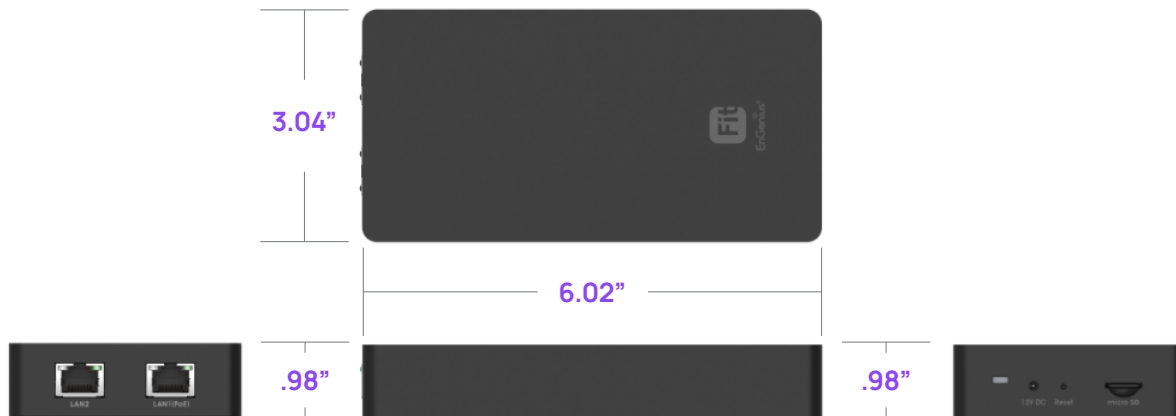 3.04”
Fit
EnGenius®
6.02”
.98”
.98”
LAN2
LAN1(PoE)
12V DC
Reset
micro SD